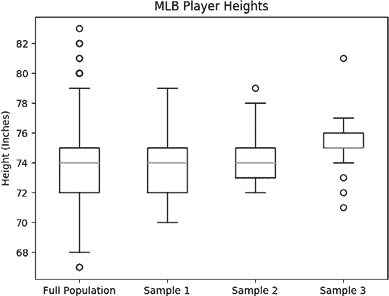 MLB Player Heights
Height (Inches)
82
80
78
76
74
72
70
68
Full Population
Sample 1
Sample 2
Sample 3